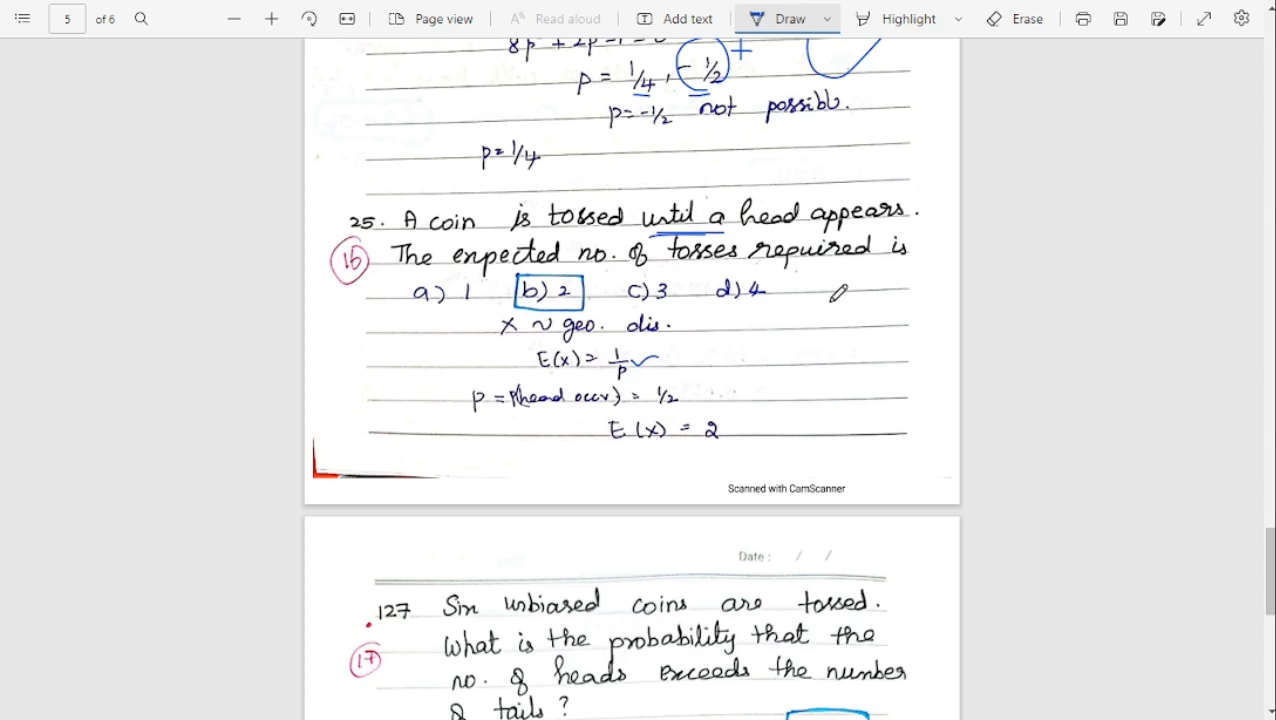 5 of 6 Page view Read aloud Add text Draw Highlight Erase
p = 1/4, - 1/2 +
p = -1/2 not possible.
p = 1/4
25. A coin is tossed until a head appears.
16 The enpected no. of tosses required is
a) 1 b) 2 c) 3 d) 4
X ~ geo. dis.
E(x) = 1/p ✓
p = P(head occur) = 1/2
E(x) = 2
Scanned with CamScanner
Date : / /
127 Sin unbiased coins are tossed.
17 What is the probability that the
no. of heads exceeds the number
of tails ?